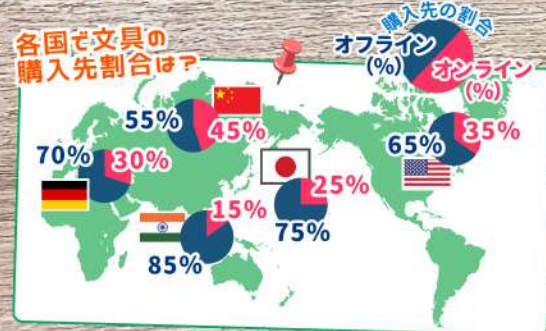 各国で文具の
購入先割合は?
購入先の割合
オフライン
(%)
オンライン
(%)
55%
45%
70%
30%
65%
35%
25%
75%
15%
85%